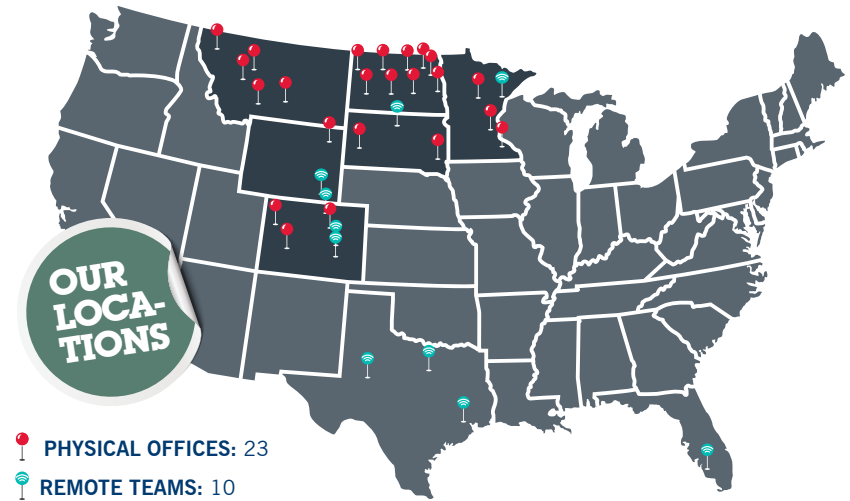 OUR
LOCA-
TIONS
PHYSICAL OFFICES: 23
REMOTE TEAMS: 10